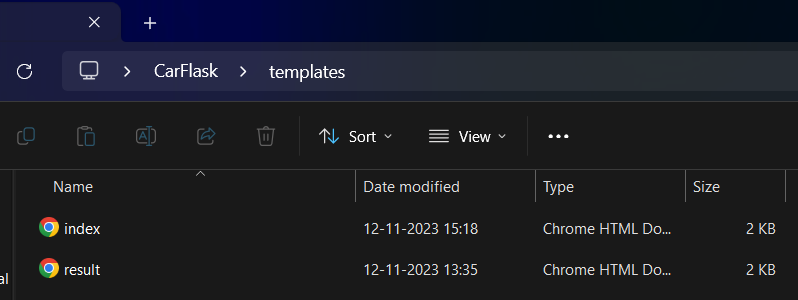 CarFlask templates
Sort View
Name Date modified Type Size
index 12-11-2023 15:18 Chrome HTML Do... 2 KB
result 12-11-2023 13:35 Chrome HTML Do... 2 KB
al